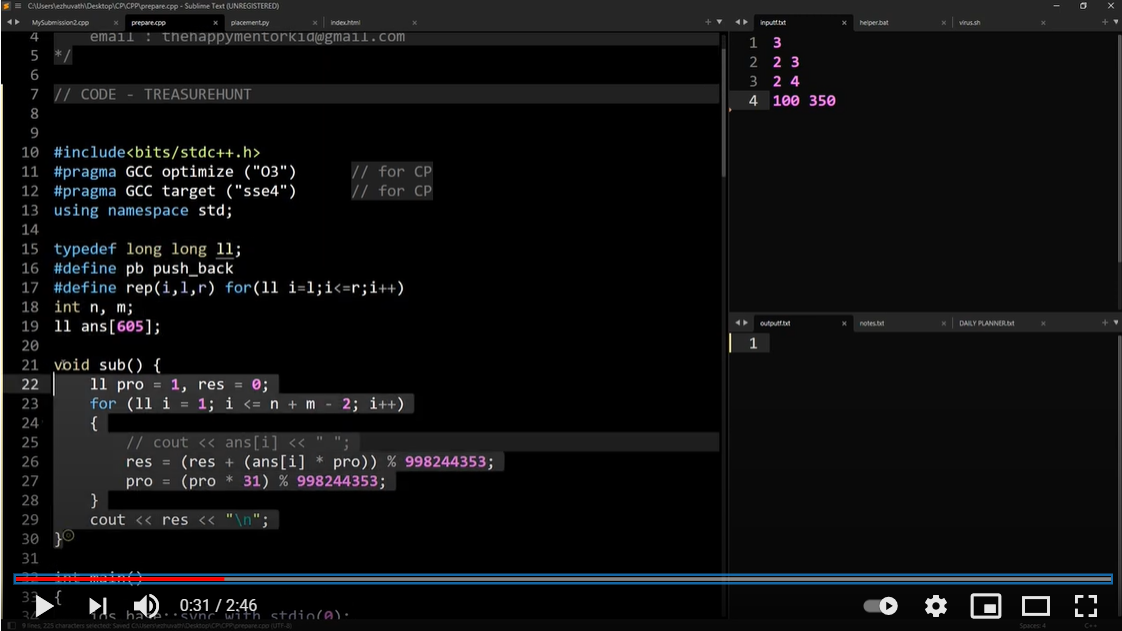 C:\Users\ezhuvath\Desktop\CP\CPP\prepare.cpp - Sublime Text (UNREGISTERED)
MySubmission2.cpp prepare.cpp placement.py index.html
4 email : thehappymentorkid@gmail.com
5 */
6
7 // CODE - TREASUREHUNT
8
9
10 #include<bits/stdc++.h>
11 #pragma GCC optimize ("O3") // for CP
12 #pragma GCC target ("sse4") // for CP
13 using namespace std;
14
15 typedef long long ll;
16 #define pb push_back
17 #define rep(i,l,r) for(ll i=l;i<=r;i++)
18 int n, m;
19 ll ans[605];
20
21 void sub() {
22 ll pro = 1, res = 0;
23 for (ll i = 1; i <= n + m - 2; i++)
24 {
25 // cout << ans[i] << " ";
26 res = (res + (ans[i] * pro)) % 998244353;
27 pro = (pro * 31) % 998244353;
28 }
29 cout << res << "\n";
30 }
31
32 int main()
33 {
34 ios_base::sync_with_stdio(0);
0:31 / 2:46
9 lines, 225 characters selected; Saved C:\Users\ezhuvath\Desktop\CP\CPP\prepare.cpp (UTF-8)
Spaces: 4 C++
inputf.txt helper.bat virus.sh
1 3
2 2 3
3 2 4
4 100 350
outputf.txt notes.txt DAILY PLANNER.txt
1